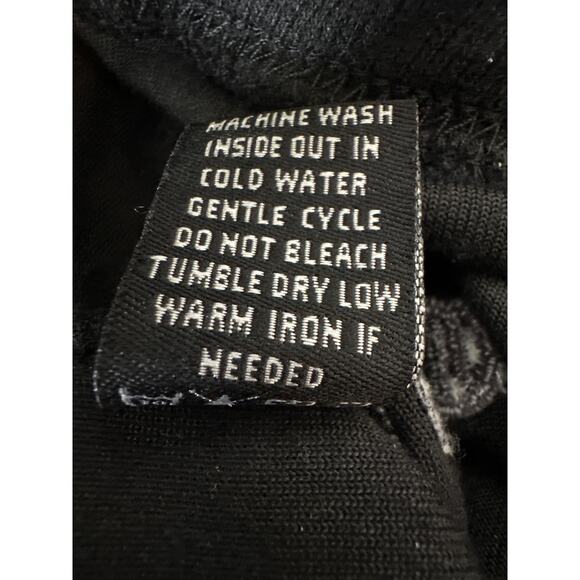 MACHINE WASH
INSIDE OUT IN
COLD WATER
GENTLE CYCLE
DO NOT BLEACH
TUMBLE DRY LOW
WARM IRON IF
NEEDED